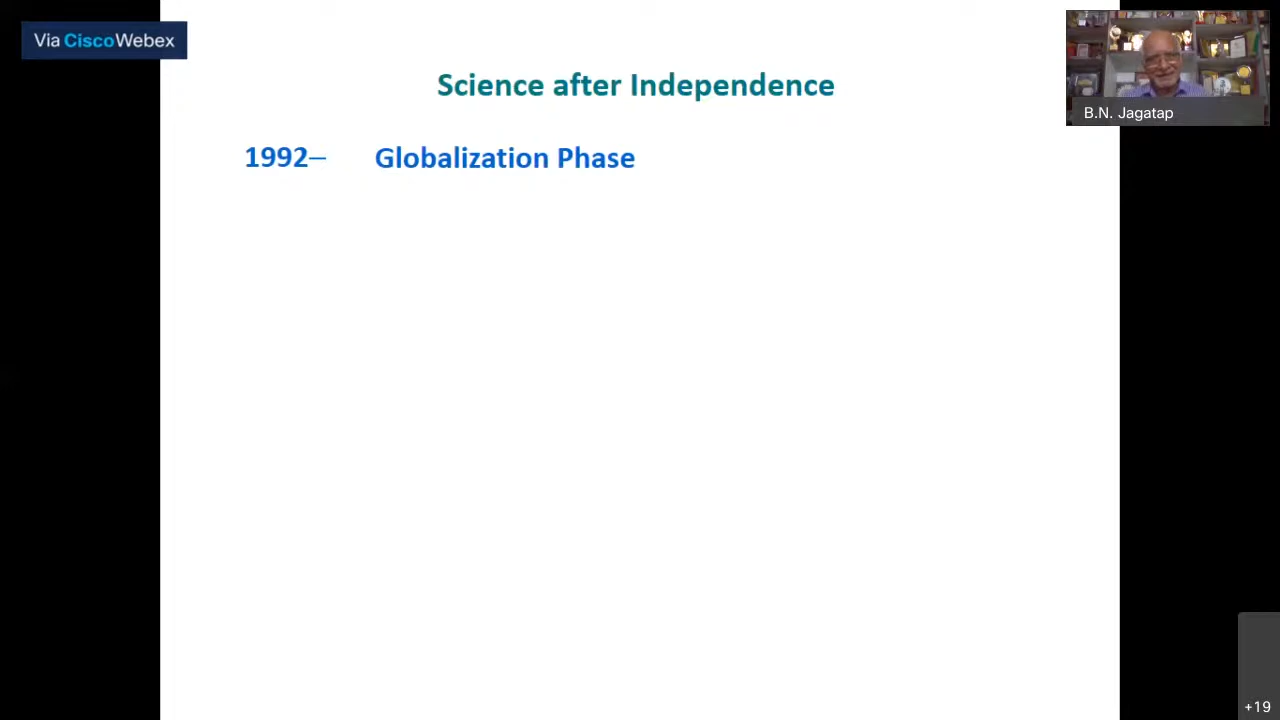 Via CiscoWebex
B.N. Jagatap
Science after Independence
1992– Globalization Phase
+19